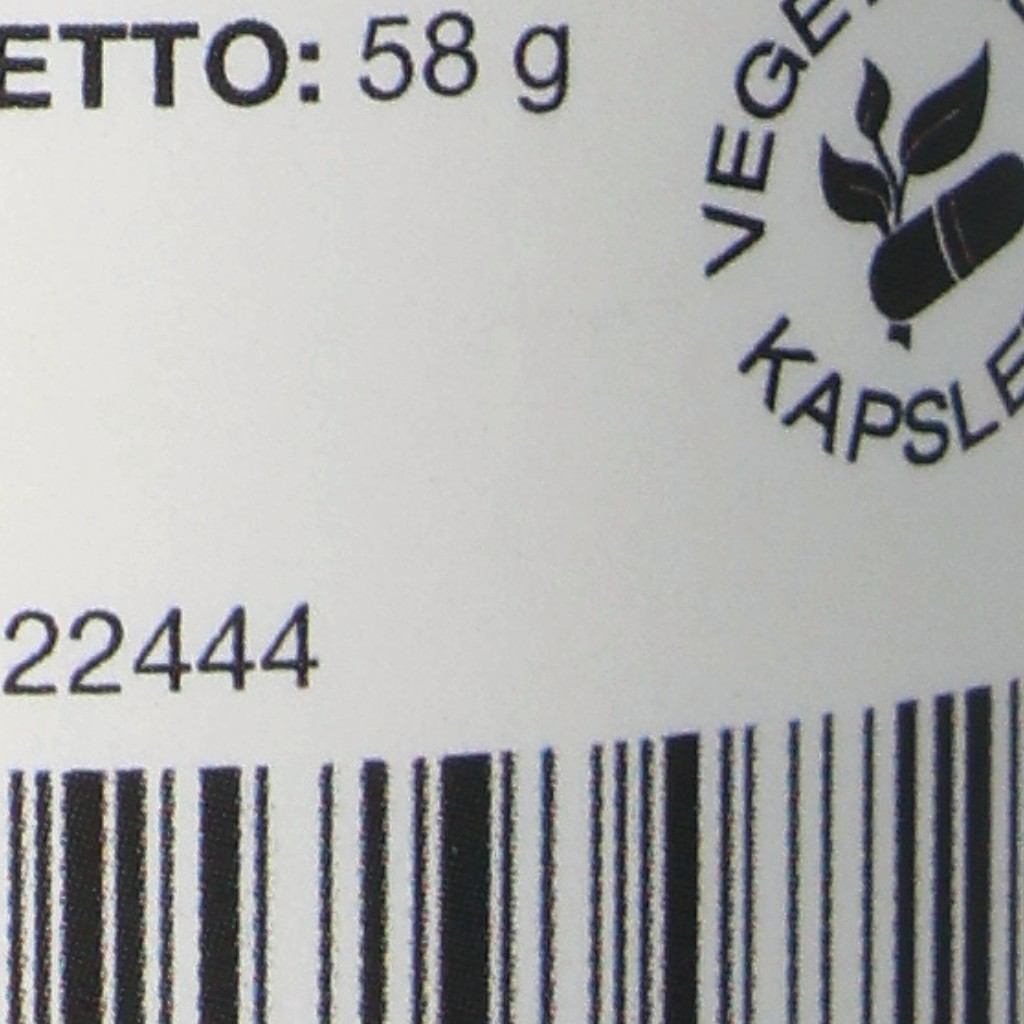 ETTO: 58 g
VEGE
KAPSLE
22444